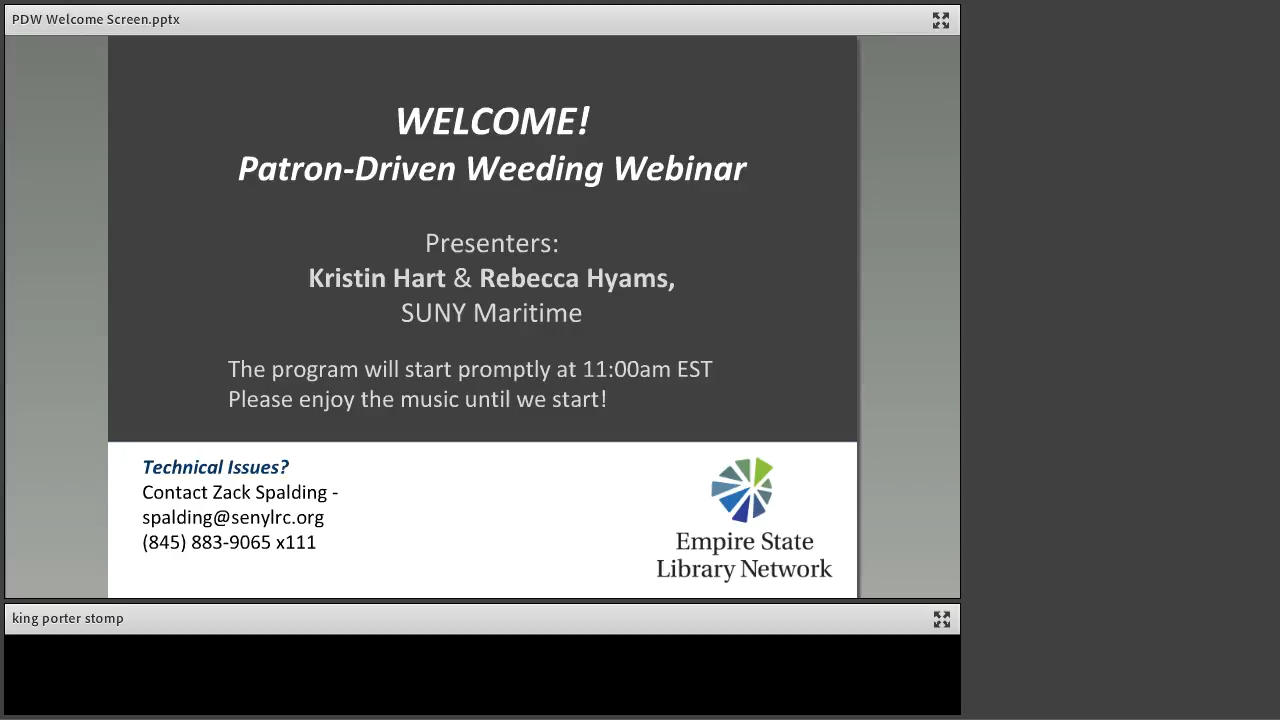 PDW Welcome Screen.pptx
WELCOME!
Patron-Driven Weeding Webinar
Presenters:
Kristin Hart & Rebecca Hyams,
SUNY Maritime
The program will start promptly at 11:00am EST
Please enjoy the music until we start!
Technical Issues?
Contact Zack Spalding -
spalding@senylrc.org
(845) 883-9065 x111
Empire State
Library Network
king porter stomp